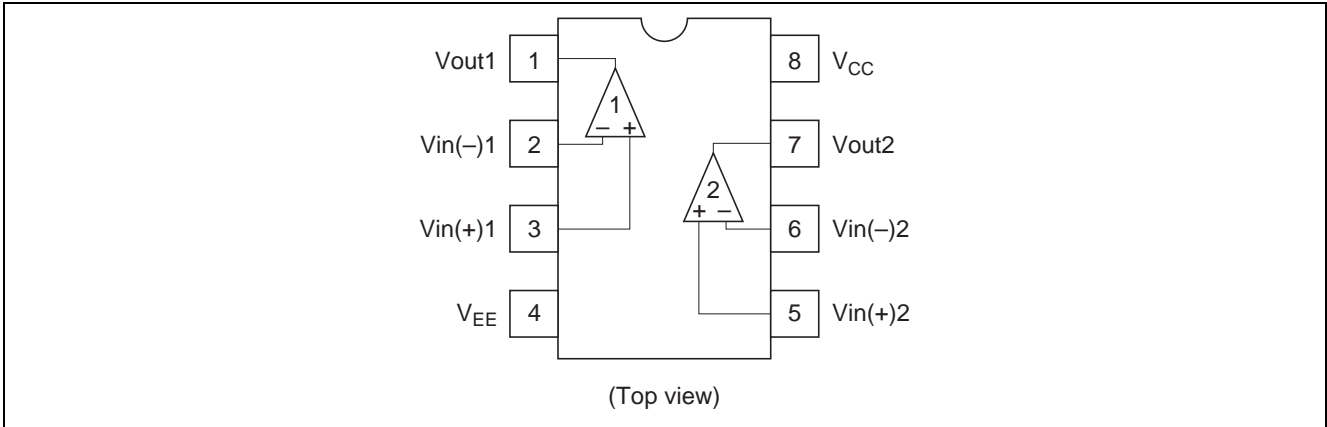 Vout1 1 8 VCC
1
– +
Vin(–)1 2 7 Vout2
2
+ –
Vin(+)1 3 6 Vin(–)2
VEE 4 5 Vin(+)2
(Top view)